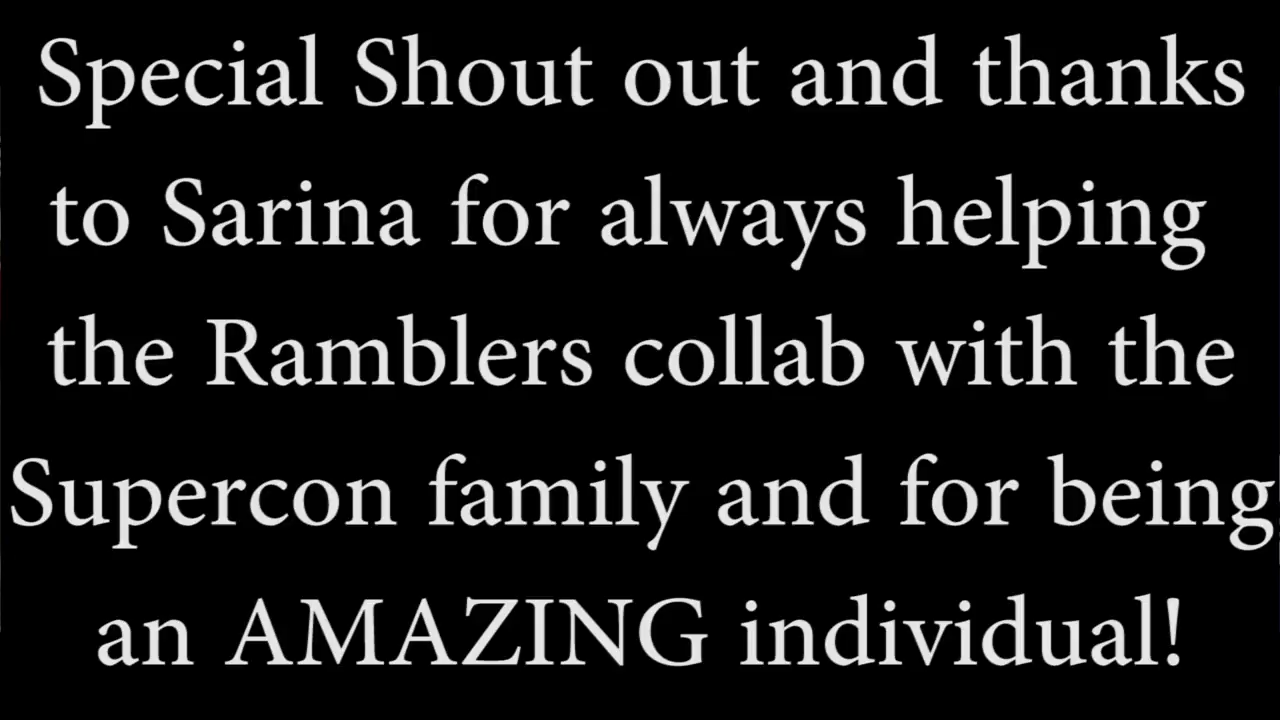 Special Shout out and thanks
to Sarina for always helping
the Ramblers collab with the
Supercon family and for being
an AMAZING individual!